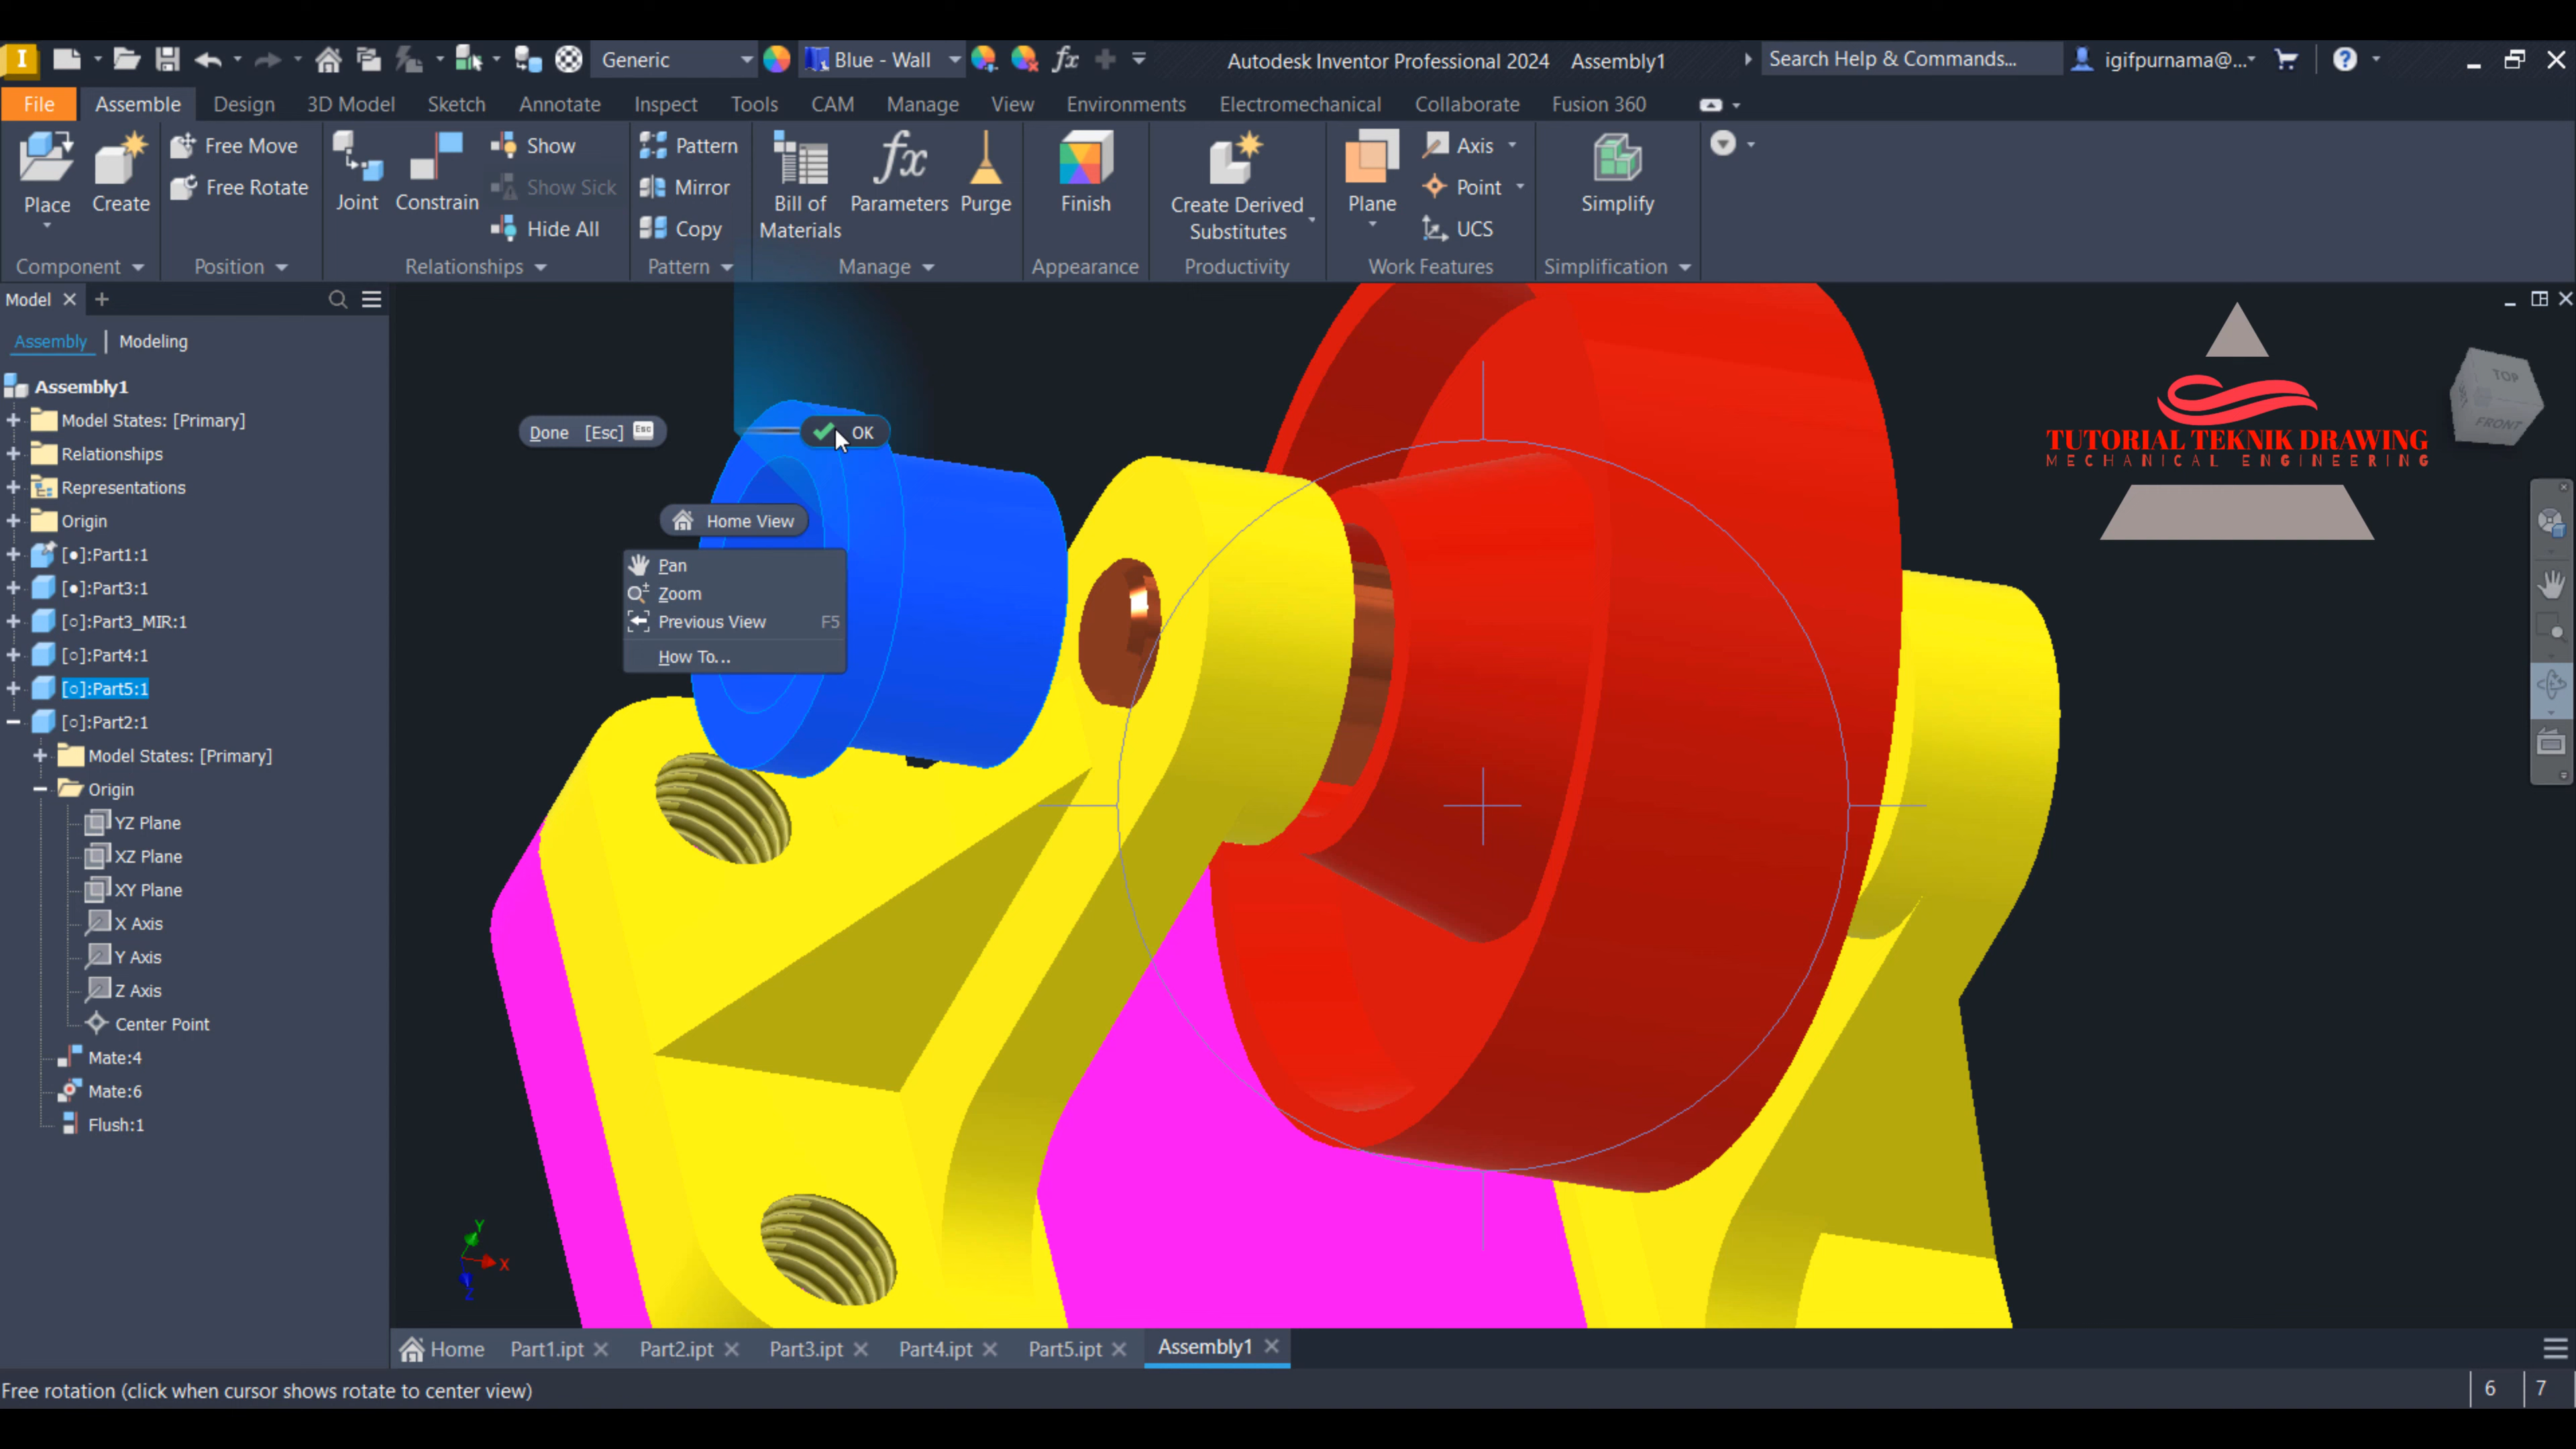 I
Generic
Blue - Wall
fx
Autodesk Inventor Professional 2024 Assembly1
Search Help & Commands...
igifpurnama@...
File
Assemble
Design
3D Model
Sketch
Annotate
Inspect
Tools
CAM
Manage
View
Environments
Electromechanical
Collaborate
Fusion 360
Place
Create
Component
Free Move
Free Rotate
Position
Joint
Constrain
Show
Show Sick
Hide All
Relationships
Pattern
Mirror
Copy
Pattern
Bill of
Materials
fx
Parameters
Purge
Manage
Finish
Appearance
Create Derived
Substitutes
Productivity
Plane
Axis
Point
UCS
Work Features
Simplify
Simplification
Model
Assembly | Modeling
Assembly1
Model States: [Primary]
Relationships
Representations
Origin
[●]:Part1:1
[●]:Part3:1
[○]:Part3_MIR:1
[○]:Part4:1
[○]:Part5:1
[○]:Part2:1
Model States: [Primary]
Origin
YZ Plane
XZ Plane
XY Plane
X Axis
Y Axis
Z Axis
Center Point
Mate:4
Mate:6
Flush:1
Done [Esc] Esc
OK
Home View
Pan
Zoom
Previous View F5
How To...
TUTORIAL TEKNIK DRAWING
MECHANICAL ENGINEERING
TOP
FRONT
Y
X
Z
Home
Part1.ipt
Part2.ipt
Part3.ipt
Part4.ipt
Part5.ipt
Assembly1
Free rotation (click when cursor shows rotate to center view)
6
7